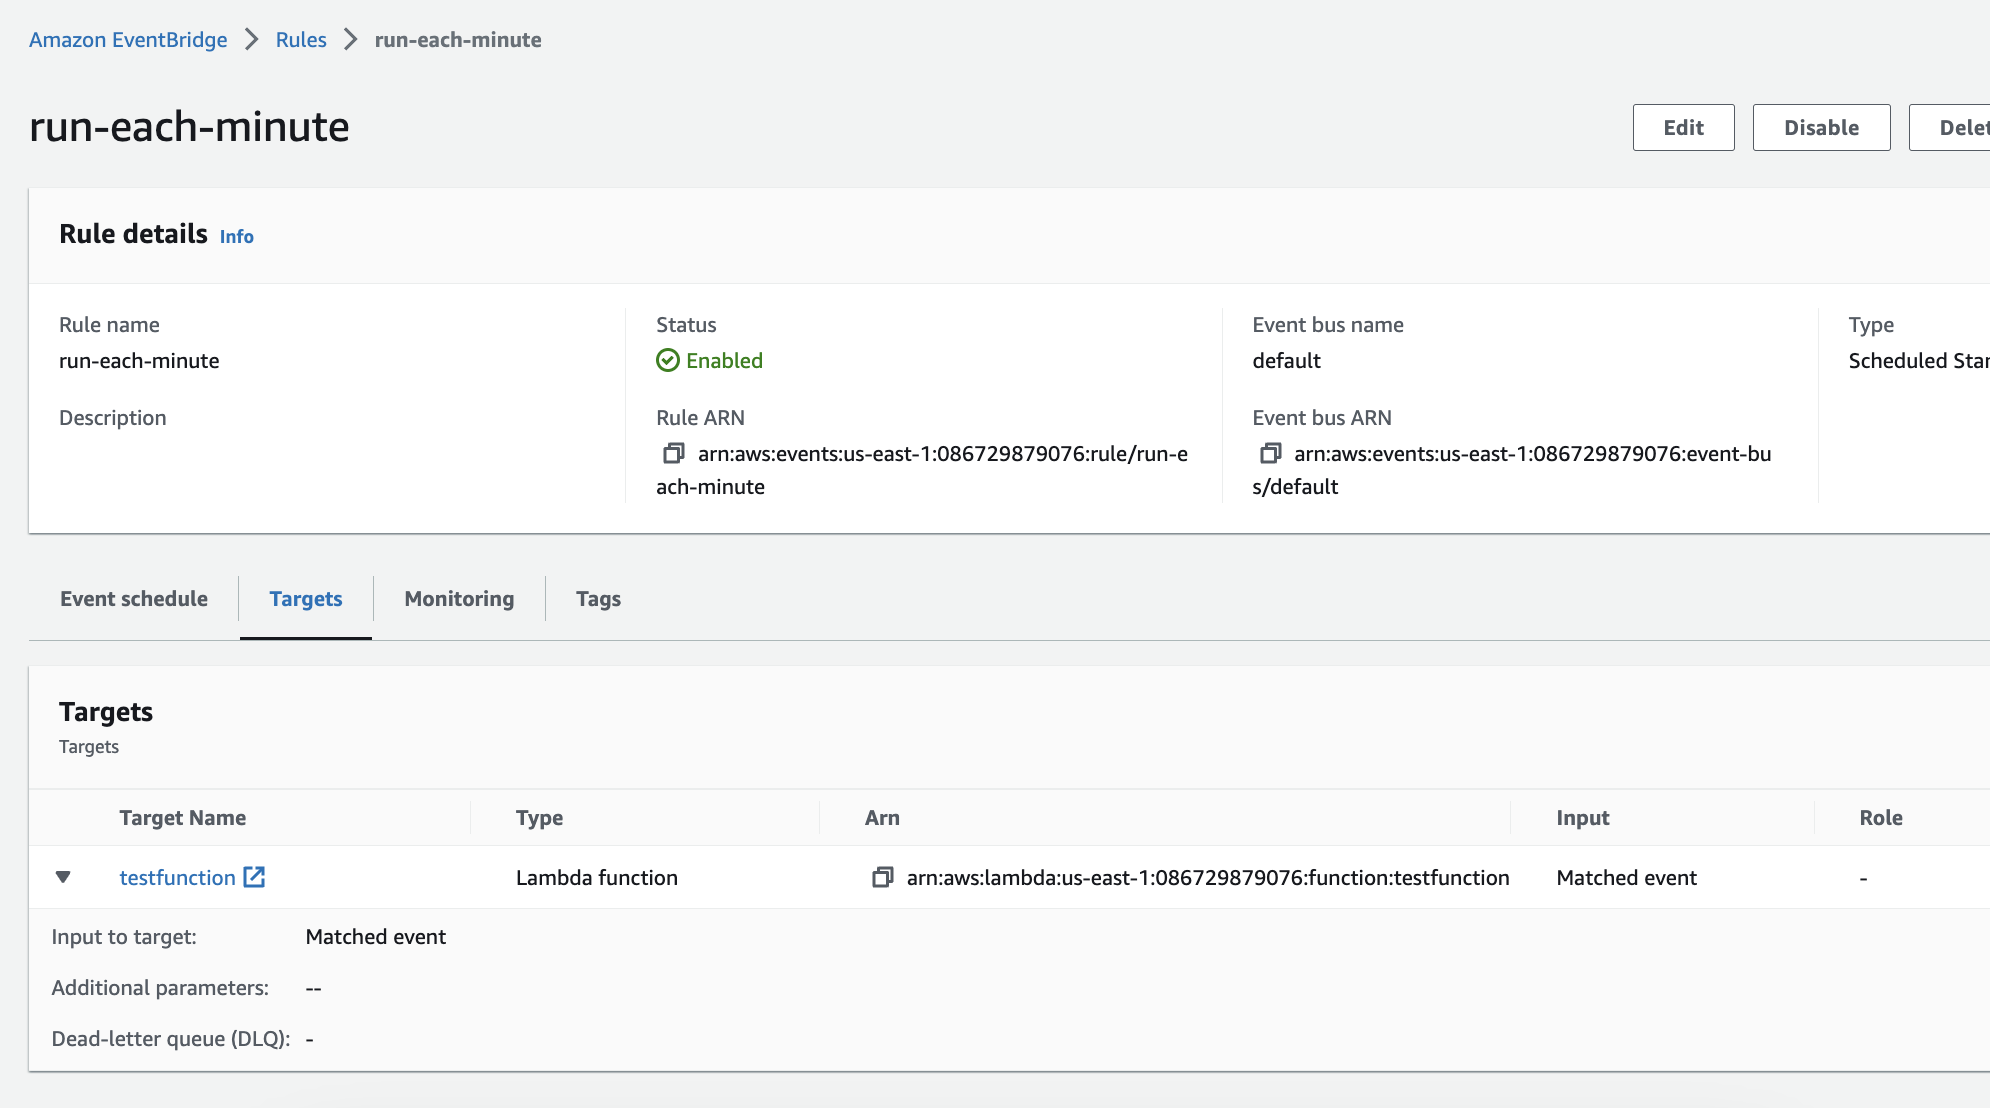 Amazon EventBridge > Rules > run-each-minute
run-each-minute
Edit Disable Delet
Rule details Info
Rule name
run-each-minute
Description
Status
Enabled
Rule ARN
arn:aws:events:us-east-1:086729879076:rule/run-e
ach-minute
Event bus name
default
Event bus ARN
arn:aws:events:us-east-1:086729879076:event-bu
s/default
Type
Scheduled Stan
Event schedule Targets Monitoring Tags
Targets
Targets
Target Name Type Arn Input Role
testfunction Lambda function arn:aws:lambda:us-east-1:086729879076:function:testfunction Matched event -
Input to target: Matched event
Additional parameters: --
Dead-letter queue (DLQ): -